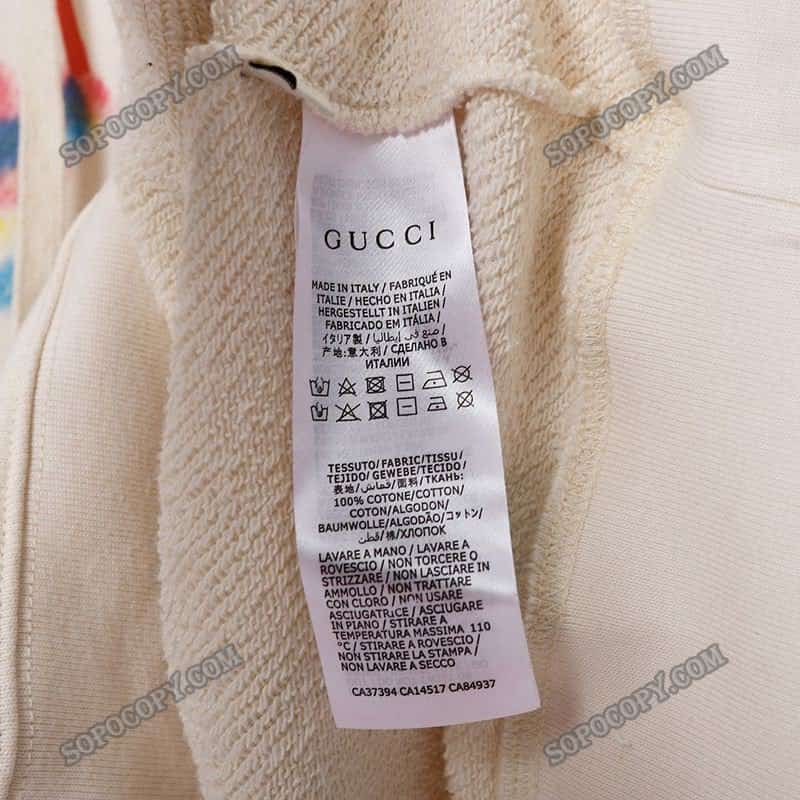 SOPOCOPY.COM
SOPOCOPY.COM
GUCCI
MADE IN ITALY / FABRIQUÉ EN
ITALIE / HECHO EN ITALIA /
HERGESTELLT IN ITALIEN /
FABRICADO EM ITÁLIA /
イタリア製 / صنع في إيطاليا /
产地:意大利 / СДЕЛАНО В
ИТАЛИИ
TESSUTO/FABRIC/TISSU/
TEJIDO/ GEWEBE/TECIDO/
表地/قماش/面料/ТКАНЬ:
100% COTONE/COTTON/
COTON/ALGODON/
BAUMWOLLE/ALGODÃO/コットン/
قطن/棉/ХЛОПОК
LAVARE A MANO / LAVARE A
ROVESCIO / NON TORCERO O
STRIZZARE / NON LASCIARE IN
AMMOLLO / NON TRATTARE
CON CLORO / NON USARE
ASCIUGATRICE / ASCIUGARE
IN PIANO / STIRARE A
TEMPERATURA MASSIMA 110
°C / STIRARE A ROVESCIO /
NON STIRARE LA STAMPA /
NON LAVARE A SECCO
CA37394 CA14517 CA84937
SOPOCOPY.COM
SOPOCOPY.COM